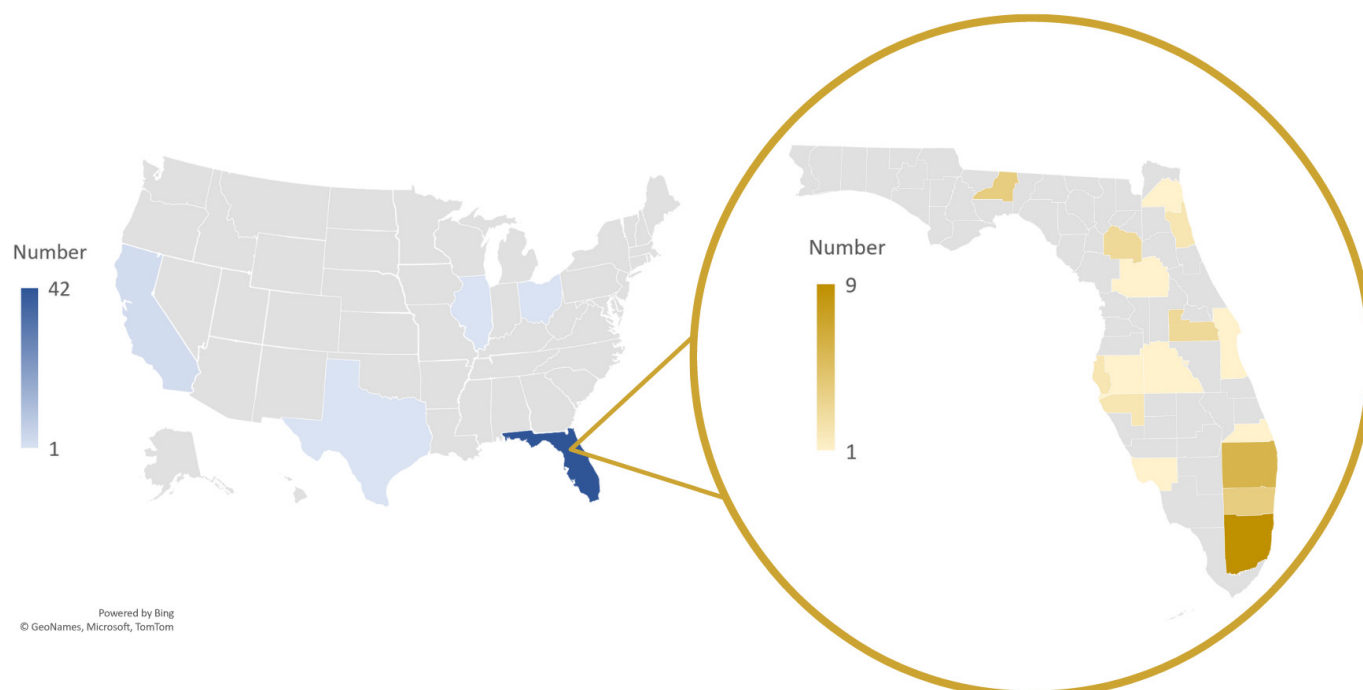 Number
42
1
Number
9
1
Powered by Bing
© GeoNames, Microsoft, TomTom